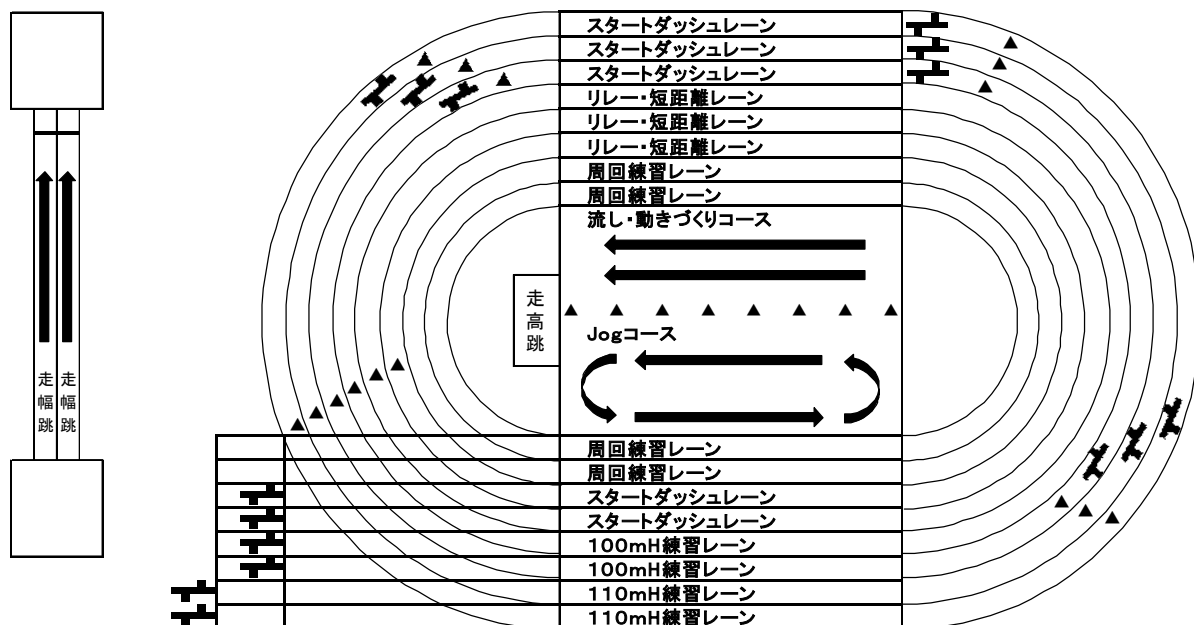 スタートダッシュレーン
スタートダッシュレーン
スタートダッシュレーン
リレー・短距離レーン
リレー・短距離レーン
リレー・短距離レーン
周回練習レーン
周回練習レーン
流し・動きづくりコース
走高跳
Jogコース
走幅跳
走幅跳
周回練習レーン
周回練習レーン
スタートダッシュレーン
スタートダッシュレーン
100mH練習レーン
100mH練習レーン
110mH練習レーン
110mH練習レーン